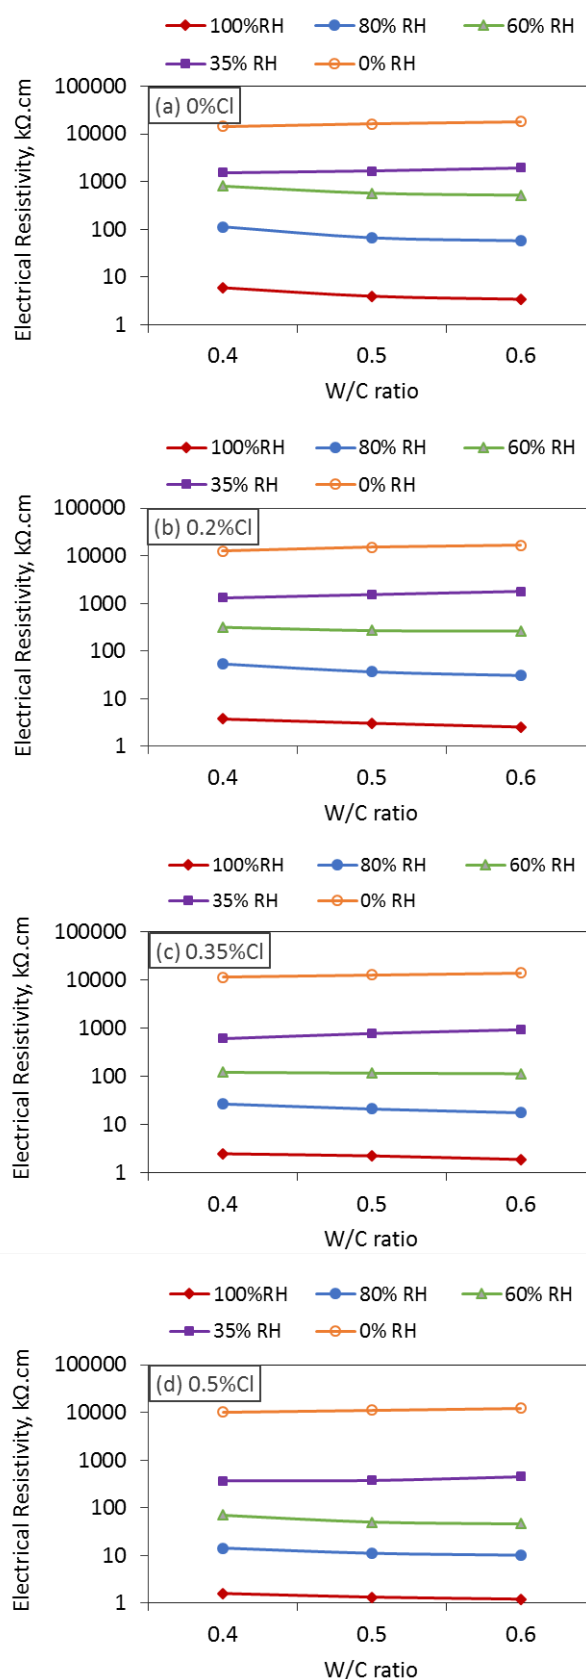 100%RH 80% RH 60% RH
35% RH 0% RH
Electrical Resistivity, kΩ.cm
100000
10000
1000
100
10
1
(a) 0%Cl
0.4 0.5 0.6
W/C ratio
100%RH 80% RH 60% RH
35% RH 0% RH
Electrical Resistivity, kΩ.cm
100000
10000
1000
100
10
1
(b) 0.2%Cl
0.4 0.5 0.6
W/C ratio
100%RH 80% RH 60% RH
35% RH 0% RH
Electrical Resistivity, kΩ.cm
100000
10000
1000
100
10
1
(c) 0.35%Cl
0.4 0.5 0.6
W/C ratio
100%RH 80% RH 60% RH
35% RH 0% RH
Electrical Resistivity, kΩ.cm
100000
10000
1000
100
10
1
(d) 0.5%Cl
0.4 0.5 0.6
W/C ratio